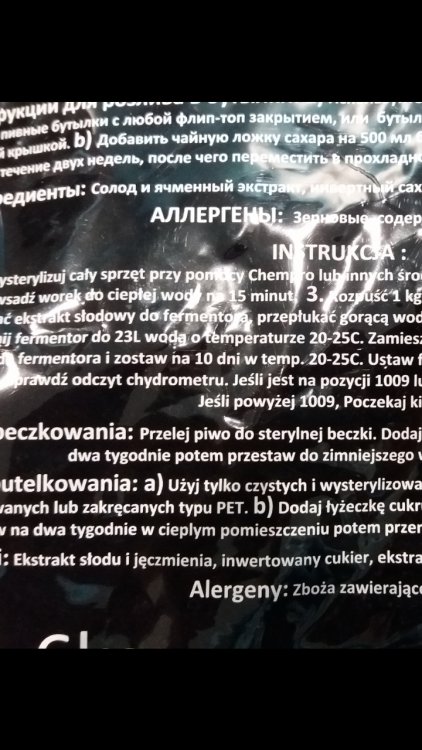 рукции для розлива в бутылки
пивные бутылки с любой флип-топ закрытием, или бутыл
й крышкой. b) Добавить чайную ложку сахара на 500 мл б
течение двух недель, после чего переместить в прохладн
редиенты: Солод и ячменный экстракт, инвертный сах
АЛЛЕРГЕНЫ: Зерновые, содер
INSTRUKCJA :
ysterylizuj cały sprzęt przy pomocy Chempro lub innych środ
wsadź worek do ciepłej wody na 15 minut. 3. Rozpuść 1 kg
ać ekstrakt słodowy do fermentora, przepłukać gorącą wod
nij fermentor do 23L wodą o temperaturze 20-25C. Zamiesz
do fermentora i zostaw na 10 dni w temp. 20-25C. Ustaw f
prawdź odczyt chydrometru. Jeśli jest na pozycji 1009 lu
Jeśli powyżej 1009, Poczekaj ki
beczkowania: Przelej piwo do sterylnej beczki. Dodaj
dwa tygodnie potem przestaw do zimniejszego
utelkowania: a) Użyj tylko czystych i wysterylizowa
wanych lub zakręcanych typu PET. b) Dodaj łyżeczkę cukr
w na dwa tygodnie w cieplym pomieszczeniu potem przen
i: Ekstrakt słodu i jęczmienia, inwertowany cukier, ekstra
Alergeny: Zboża zawierające